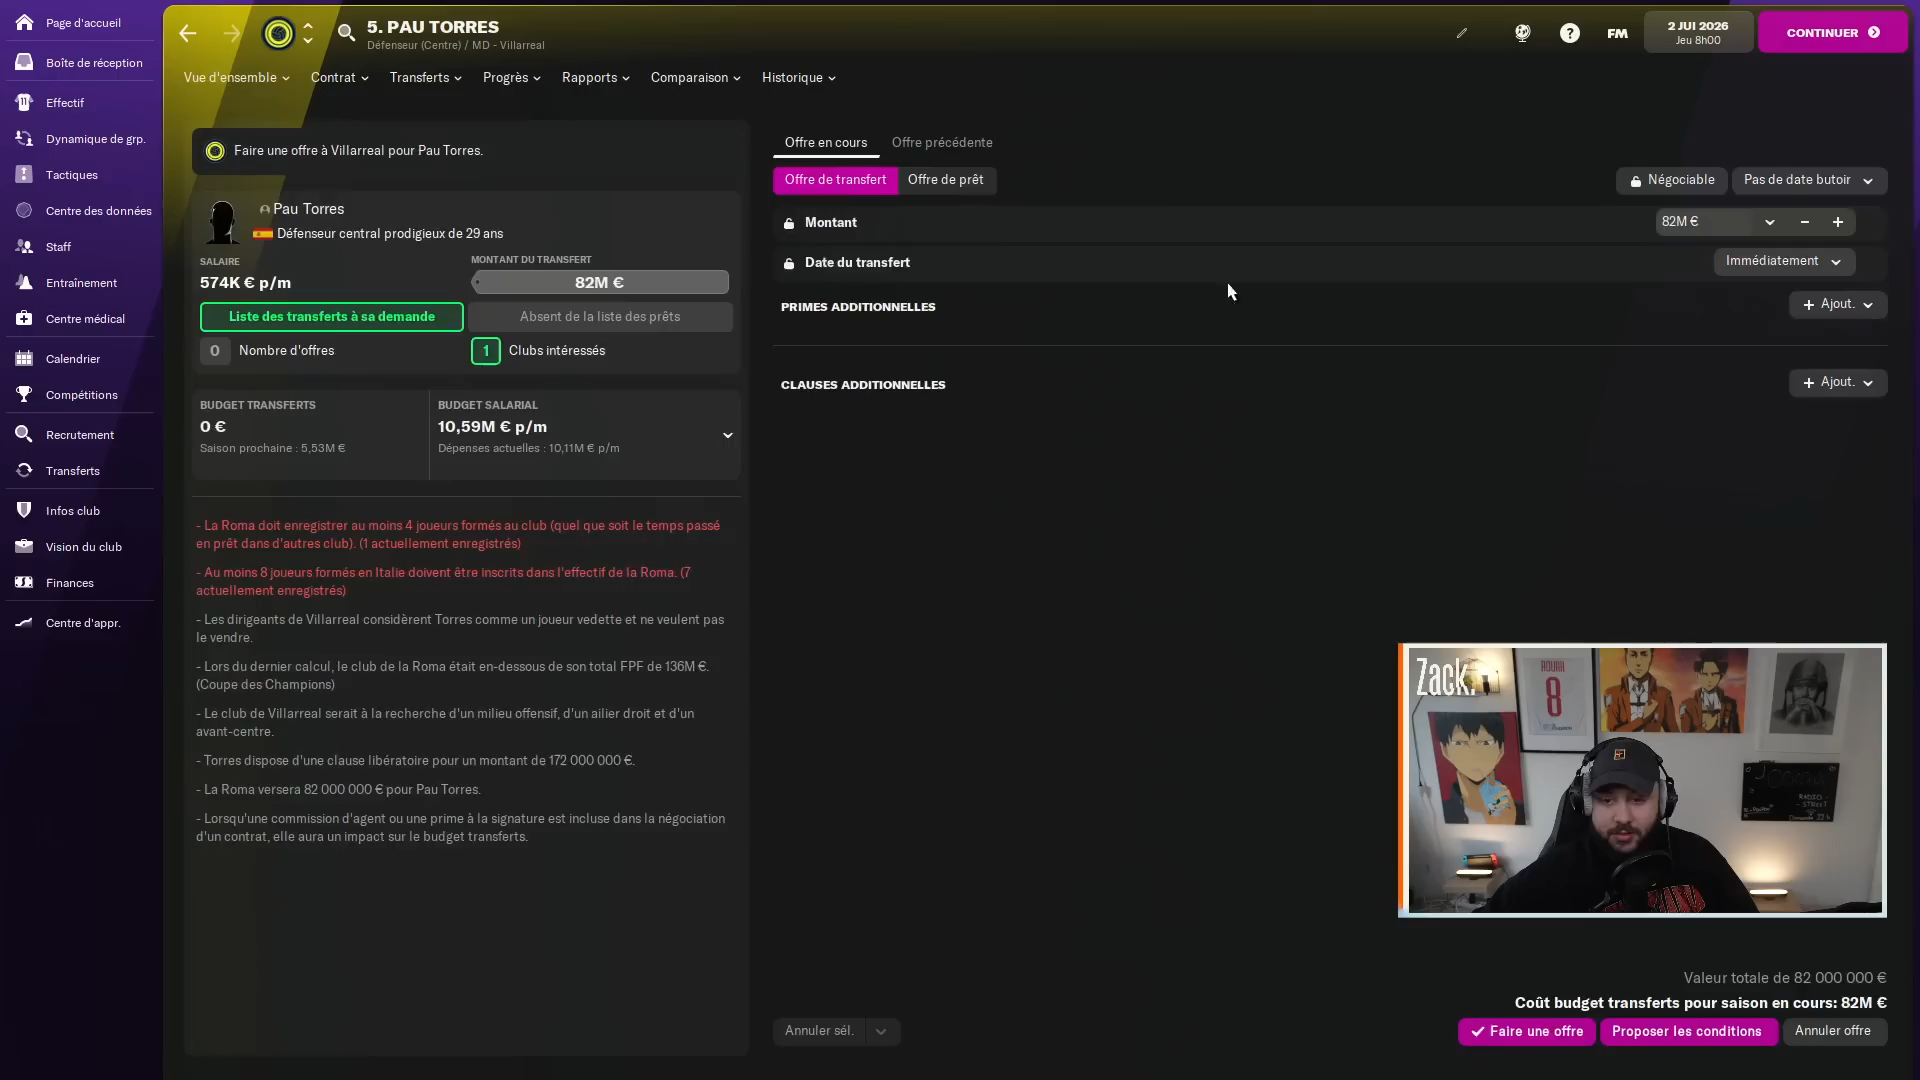 Page d'accueil
Boîte de réception
Effectif
Dynamique de grp.
Tactiques
Centre des données
Staff
Entraînement
Centre médical
Calendrier
Compétitions
Recrutement
Transferts
Infos club
Vision du club
Finances
Centre d'appr.
5. PAU TORRES
Défenseur (Centre) / MD - Villarreal
FM
2 JUI 2026
Jeu 8h00
CONTINUER
Vue d'ensemble
Contrat
Transferts
Progrès
Rapports
Comparaison
Historique
Faire une offre à Villarreal pour Pau Torres.
Pau Torres
Défenseur central prodigieux de 29 ans
SALAIRE
574K € p/m
MONTANT DU TRANSFERT
82M €
Liste des transferts à sa demande
Absent de la liste des prêts
0 Nombre d'offres
1 Clubs intéressés
BUDGET TRANSFERTS
0 €
Saison prochaine : 5,53M €
BUDGET SALARIAL
10,59M € p/m
Dépenses actuelles : 10,11M € p/m
- La Roma doit enregistrer au moins 4 joueurs formés au club (quel que soit le temps passé
en prêt dans d'autres club). (1 actuellement enregistrés)
- Au moins 8 joueurs formés en Italie doivent être inscrits dans l'effectif de la Roma. (7
actuellement enregistrés)
- Les dirigeants de Villarreal considèrent Torres comme un joueur vedette et ne veulent pas
le vendre.
- Lors du dernier calcul, le club de la Roma était en-dessous de son total FPF de 136M €.
(Coupe des Champions)
- Le club de Villarreal serait à la recherche d'un milieu offensif, d'un ailier droit et d'un
avant-centre.
- Torres dispose d'une clause libératoire pour un montant de 172 000 000 €.
- La Roma versera 82 000 000 € pour Pau Torres.
- Lorsqu'une commission d'agent ou une prime à la signature est incluse dans la négociation
d'un contrat, elle aura un impact sur le budget transferts.
Offre en cours
Offre précédente
Offre de transfert
Offre de prêt
Négociable
Pas de date butoir
Montant
82M €
Date du transfert
Immédiatement
PRIMES ADDITIONNELLES
+ Ajout.
CLAUSES ADDITIONNELLES
+ Ajout.
Zack.
8
RADIO
STREET
Valeur totale de 82 000 000 €
Coût budget transferts pour saison en cours: 82M €
Annuler sél.
Faire une offre
Proposer les conditions
Annuler offre